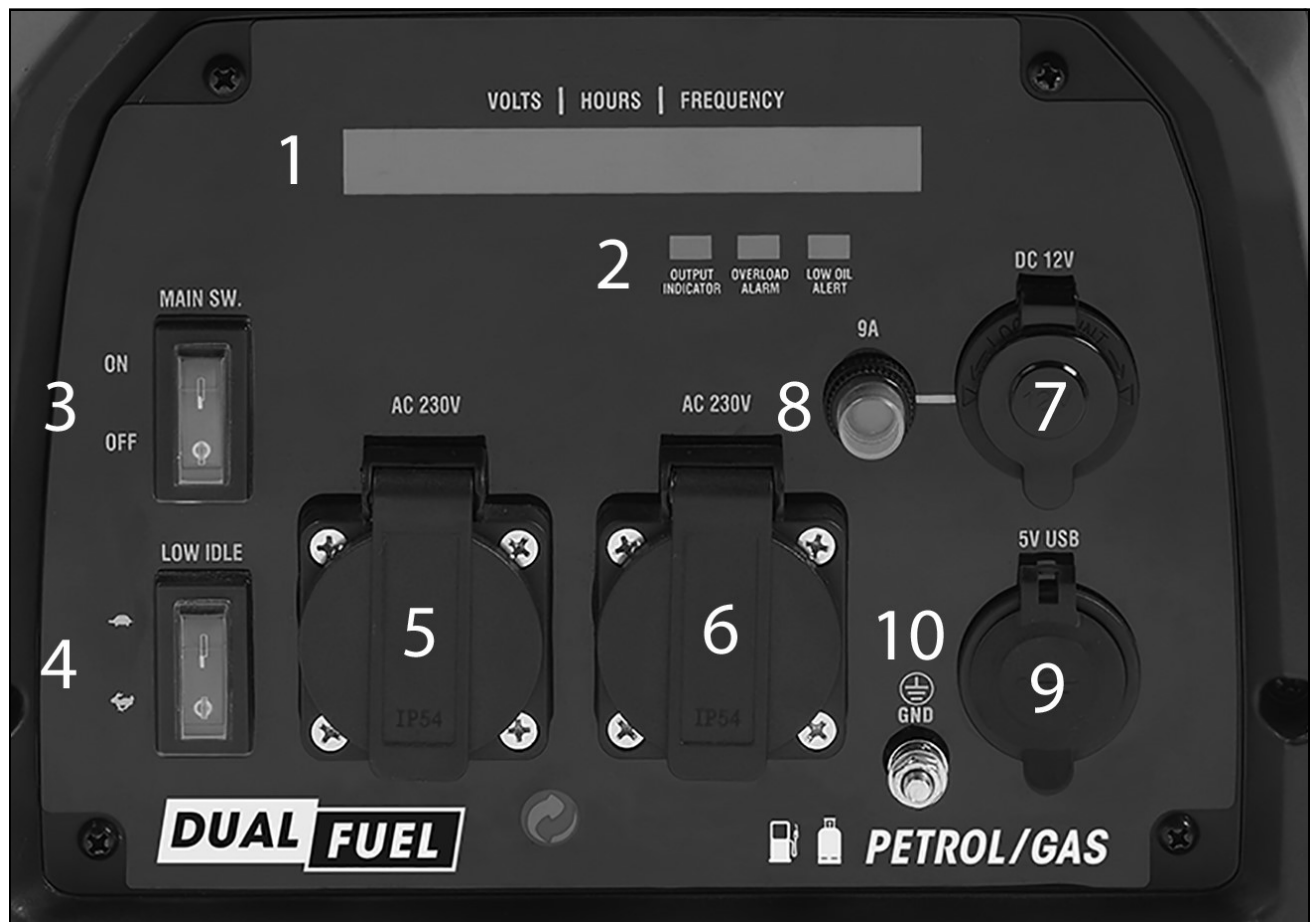 VOLTS | HOURS | FREQUENCY
1
2
OUTPUT INDICATOR
OVERLOAD ALARM
LOW OIL ALERT
DC 12V
MAIN SW.
ON
3
OFF
9A
8
7
AC 230V
AC 230V
LOW IDLE
4
5
6
5V USB
10
9
GND
IP54
IP54
DUAL FUEL
PETROL/GAS